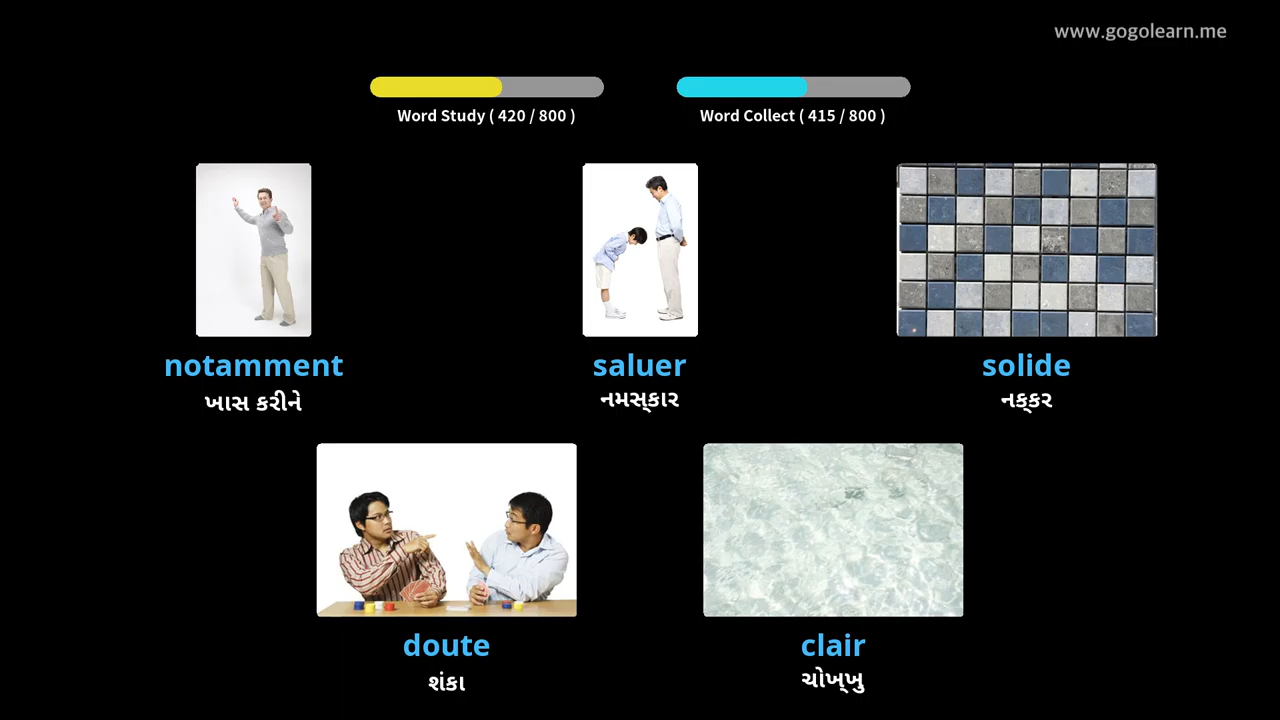 www.gogolearn.me
Word Study ( 420 / 800 )
Word Collect ( 415 / 800 )
notamment
ખાસ કરીને
saluer
નમસ્કાર
solide
નક્કર
doute
શંકા
clair
ચોખ્ખુ